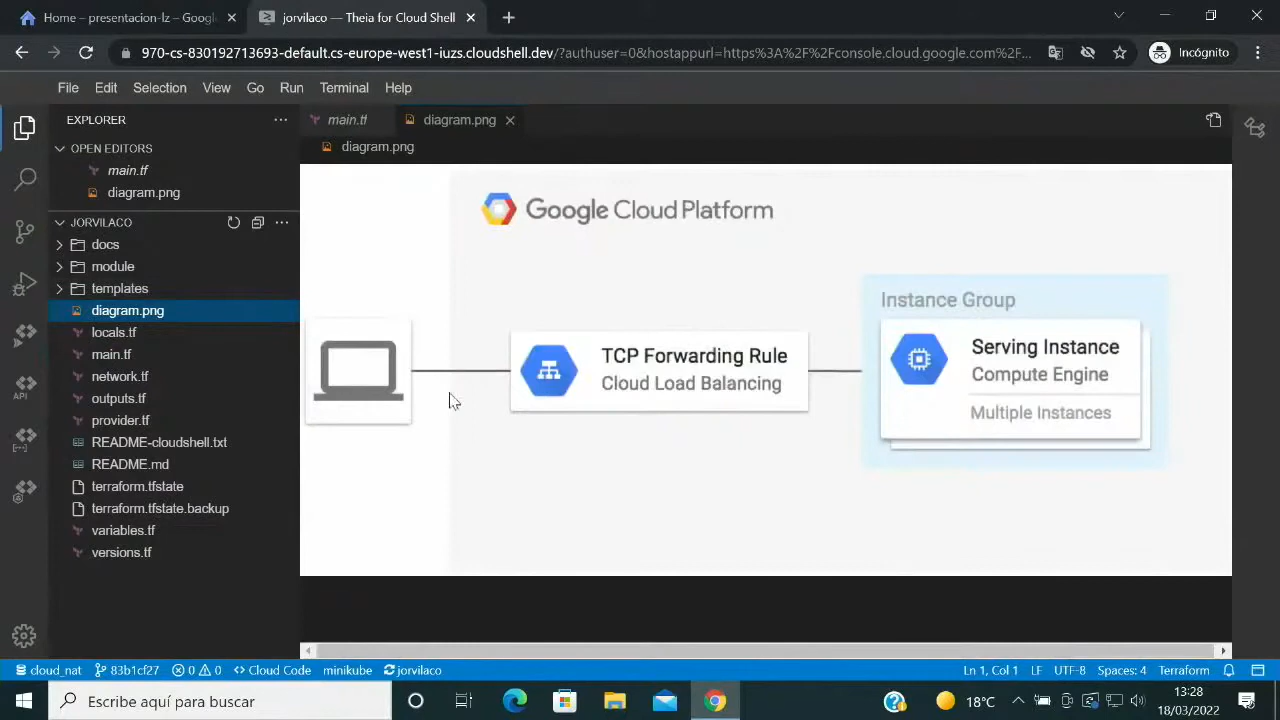 Home – presentacion-lz – Google
jorvilaco — Theia for Cloud Shell
970-cs-830192713693-default.cs-europe-west1-iuzs.cloudshell.dev/?authuser=0&hostappurl=https%3A%2F%2Fconsole.cloud.google.com%2F...
Incógnito
File Edit Selection View Go Run Terminal Help
EXPLORER
main.tf
diagram.png
diagram.png
OPEN EDITORS
main.tf
diagram.png
JORVILACO
docs
module
templates
diagram.png
locals.tf
main.tf
network.tf
outputs.tf
provider.tf
README-cloudshell.txt
README.md
terraform.tfstate
terraform.tfstate.backup
variables.tf
versions.tf
API
Google Cloud Platform
TCP Forwarding Rule
Cloud Load Balancing
Instance Group
Serving Instance
Compute Engine
Multiple Instances
cloud_nat 83b1cf27 0 0 Cloud Code minikube jorvilaco Ln 1, Col 1 LF UTF-8 Spaces: 4 Terraform
Escribe aquí para buscar
18°C
13:28
18/03/2022